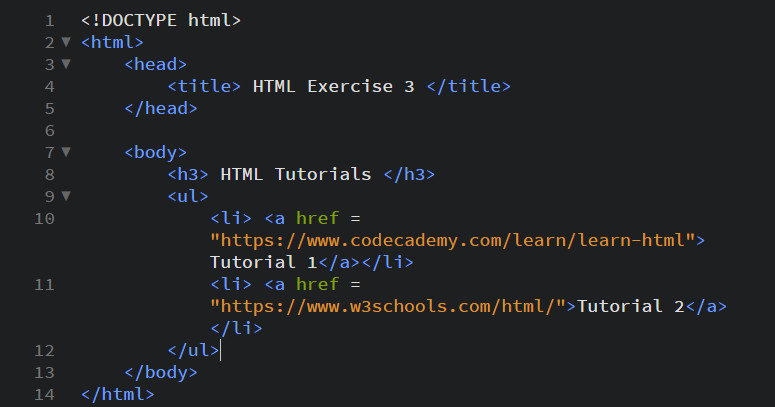 1 <!DOCTYPE html>
2 <html>
3 <head>
4 <title> HTML Exercise 3 </title>
5 </head>
6
7 <body>
8 <h3> HTML Tutorials </h3>
9 <ul>
10 <li> <a href =
"https://www.codecademy.com/learn/learn-html">
Tutorial 1</a></li>
11 <li> <a href =
"https://www.w3schools.com/html/">Tutorial 2</a>
</li>
12 </ul>
13 </body>
14 </html>